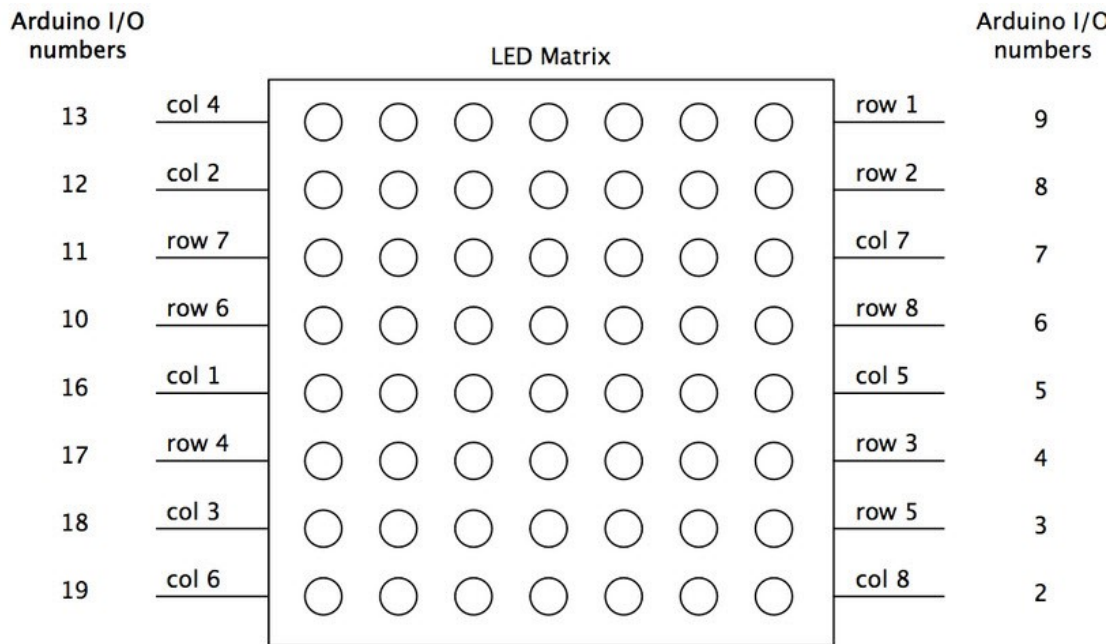 Arduino I/O
numbers
Arduino I/O
numbers
LED Matrix
13 col 4 row 1 9
12 col 2 row 2 8
11 row 7 col 7 7
10 row 6 row 8 6
16 col 1 col 5 5
17 row 4 row 3 4
18 col 3 row 5 3
19 col 6 col 8 2